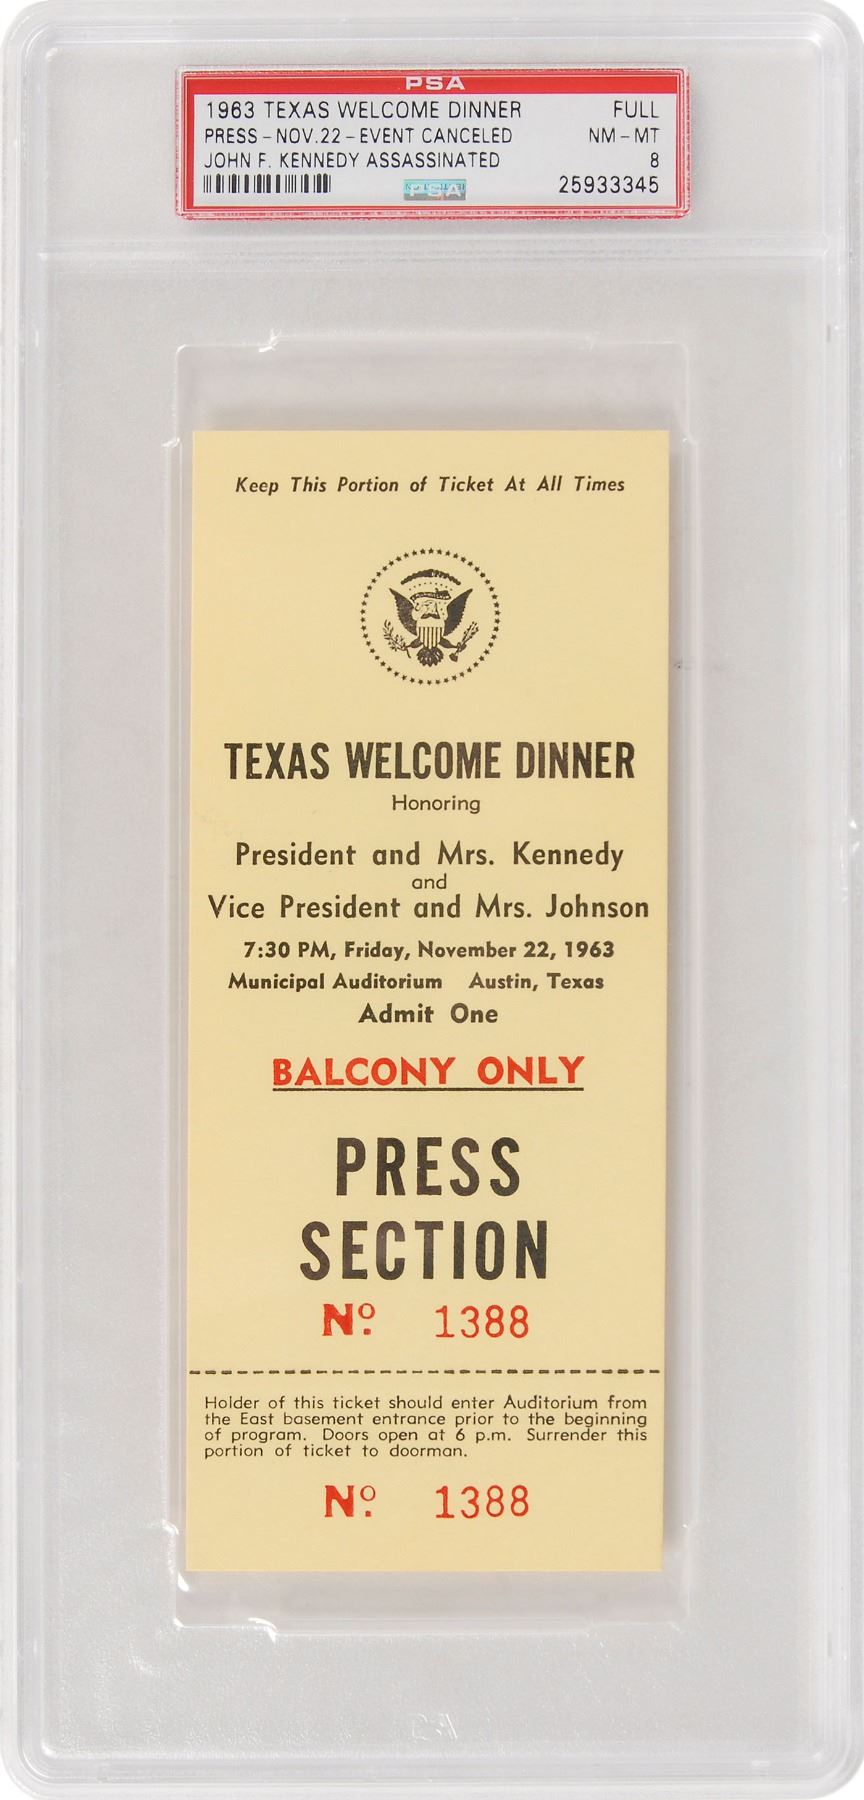 PSA
1963 TEXAS WELCOME DINNER FULL
PRESS-NOV.22-EVENT CANCELED NM-MT
JOHN F. KENNEDY ASSASSINATED 8
PSA 25933345
Keep This Portion of Ticket At All Times
TEXAS WELCOME DINNER
Honoring
President and Mrs. Kennedy
and
Vice President and Mrs. Johnson
7:30 PM, Friday, November 22, 1963
Municipal Auditorium Austin, Texas
Admit One
BALCONY ONLY
PRESS
SECTION
Nº. 1388
Holder of this ticket should enter Auditorium from
the East basement entrance prior to the beginning
of program. Doors open at 6 p.m. Surrender this
portion of ticket to doorman.
Nº. 1388